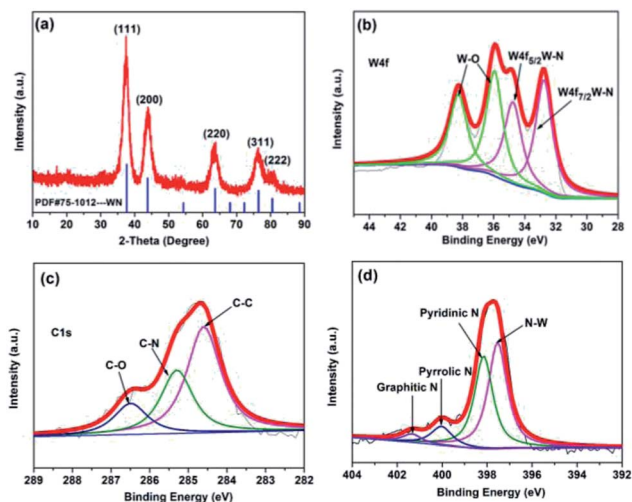 (a)
(111)
(200)
(220)
(311)
(222)
PDF#75-1012---WN
Intensity (a.u.)
10 20 30 40 50 60 70 80 90
2-Theta (Degree)
(b)
W4f
W-O
W4f5/2W-N
W4f7/2W-N
Intensity (a.u.)
44 42 40 38 36 34 32 30 28
Binding Energy (eV)
(c)
C1s
C-C
C-N
C-O
Intensity (a.u.)
289 288 287 286 285 284 283 282
Binding Energy (eV)
(d)
Pyridinic N
N-W
Pyrrolic N
Graphitic N
Intensity (a.u.)
404 402 400 398 396 394 392
Binding Energy (eV)